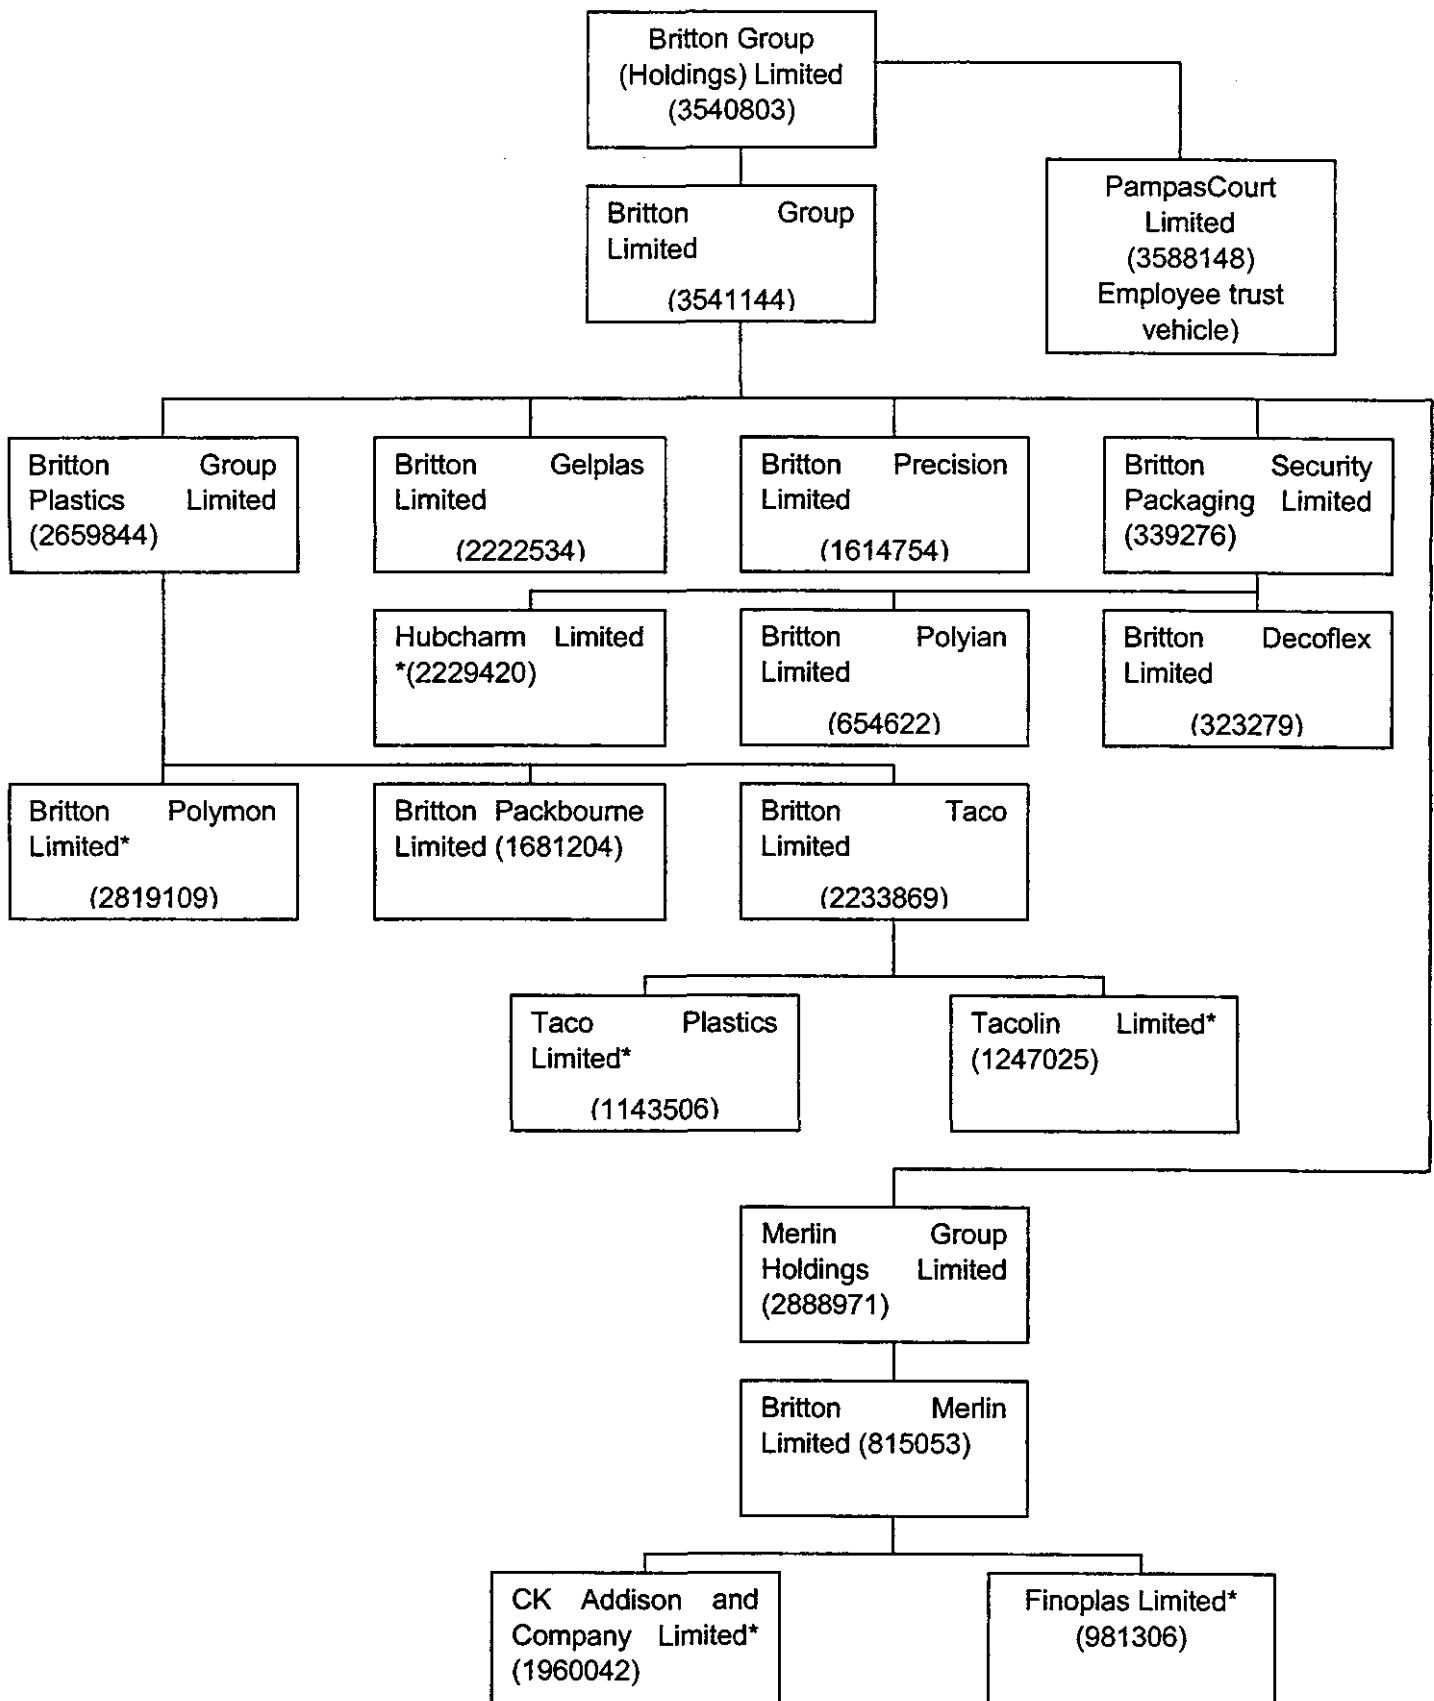 Britton Group
(Holdings) Limited
(3540803)
PampasCourt
Limited
(3588148)
Employee trust
vehicle)
Britton Group
Limited
(3541144)
Britton Group
Plastics Limited
(2659844)
Britton Gelplas
Limited
(2222534)
Britton Precision
Limited
(1614754)
Britton Security
Packaging Limited
(339276)
Hubcharm Limited
*(2229420)
Britton Polyian
Limited
(654622)
Britton Decoflex
Limited
(323279)
Britton Polymon
Limited*
(2819109)
Britton Packbourne
Limited (1681204)
Britton Taco
Limited
(2233869)
Taco Plastics
Limited*
(1143506)
Tacolin Limited*
(1247025)
Merlin Group
Holdings Limited
(2888971)
Britton Merlin
Limited (815053)
CK Addison and
Company Limited*
(1960042)
Finoplas Limited*
(981306)